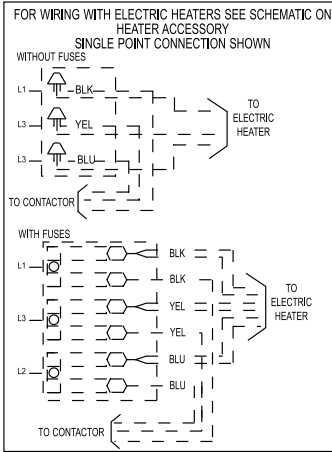 FOR WIRING WITH ELECTRIC HEATERS SEE SCHEMATIC ON
HEATER ACCESSORY
SINGLE POINT CONNECTION SHOWN
WITHOUT FUSES
L1
BLK
TO
ELECTRIC
HEATER
L3
YEL
L3
BLU
TO CONTACTOR
WITH FUSES
BLK
L1
BLK
TO
ELECTRIC
HEATER
YEL
L3
YEL
BLU
L2
BLU
TO CONTACTOR